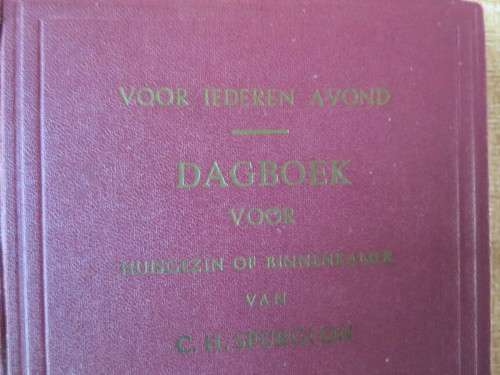 VOOR IEDEREN AVOND
DAGBOEK
VOOR
HUISGEZIN OF BINNENKAMER
VAN
C. H. SPURGEON